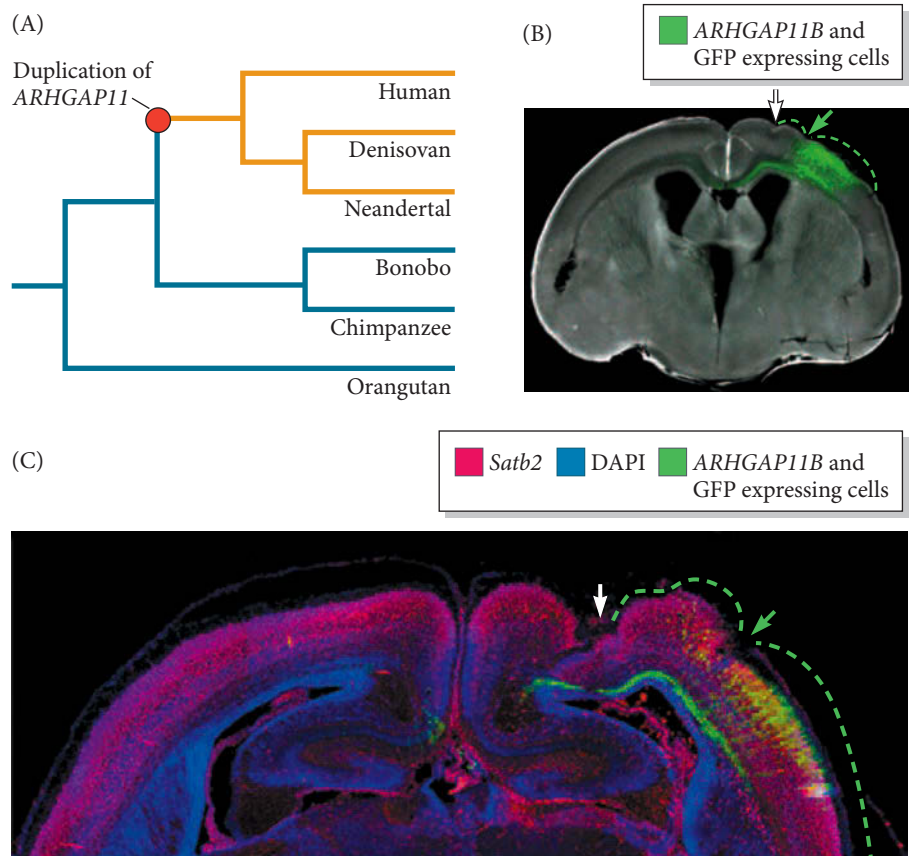 (A)
Duplication of
ARHGAP11
Human
Denisovan
Neandertal
Bonobo
Chimpanzee
Orangutan
(B)
ARHGAP11B and
GFP expressing cells
(C)
Satb2
DAPI
ARHGAP11B and
GFP expressing cells